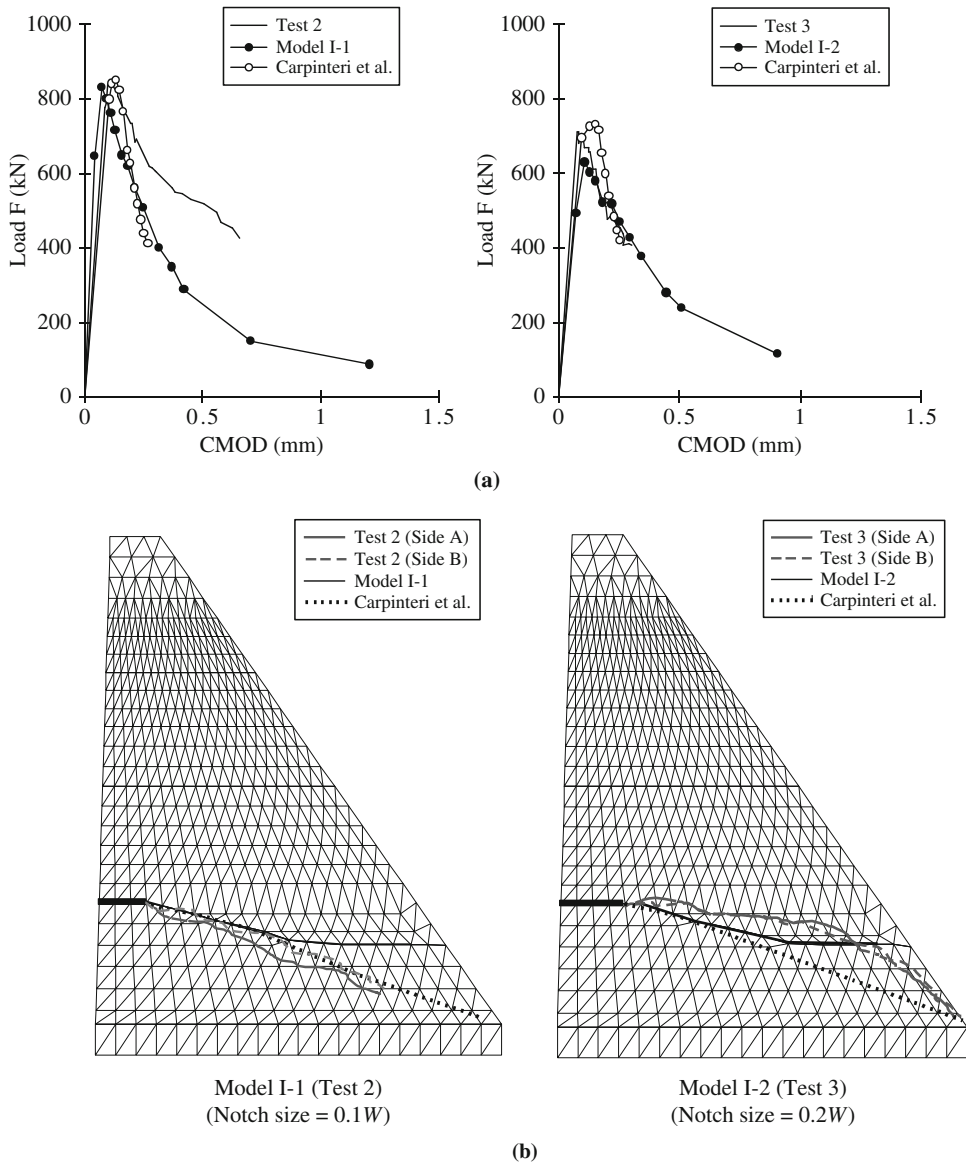 1000
800
600
400
200
0
Load F (kN)
0
0.5
1
1.5
CMOD (mm)
Test 2
Model I-1
Carpinteri et al.
1000
800
600
400
200
0
Load F (kN)
0
0.5
1
1.5
CMOD (mm)
Test 3
Model I-2
Carpinteri et al.
(a)
Test 2 (Side A)
Test 2 (Side B)
Model I-1
Carpinteri et al.
Test 3 (Side A)
Test 3 (Side B)
Model I-2
Carpinteri et al.
Model I-1 (Test 2)
(Notch size = 0.1W)
Model I-2 (Test 3)
(Notch size = 0.2W)
(b)